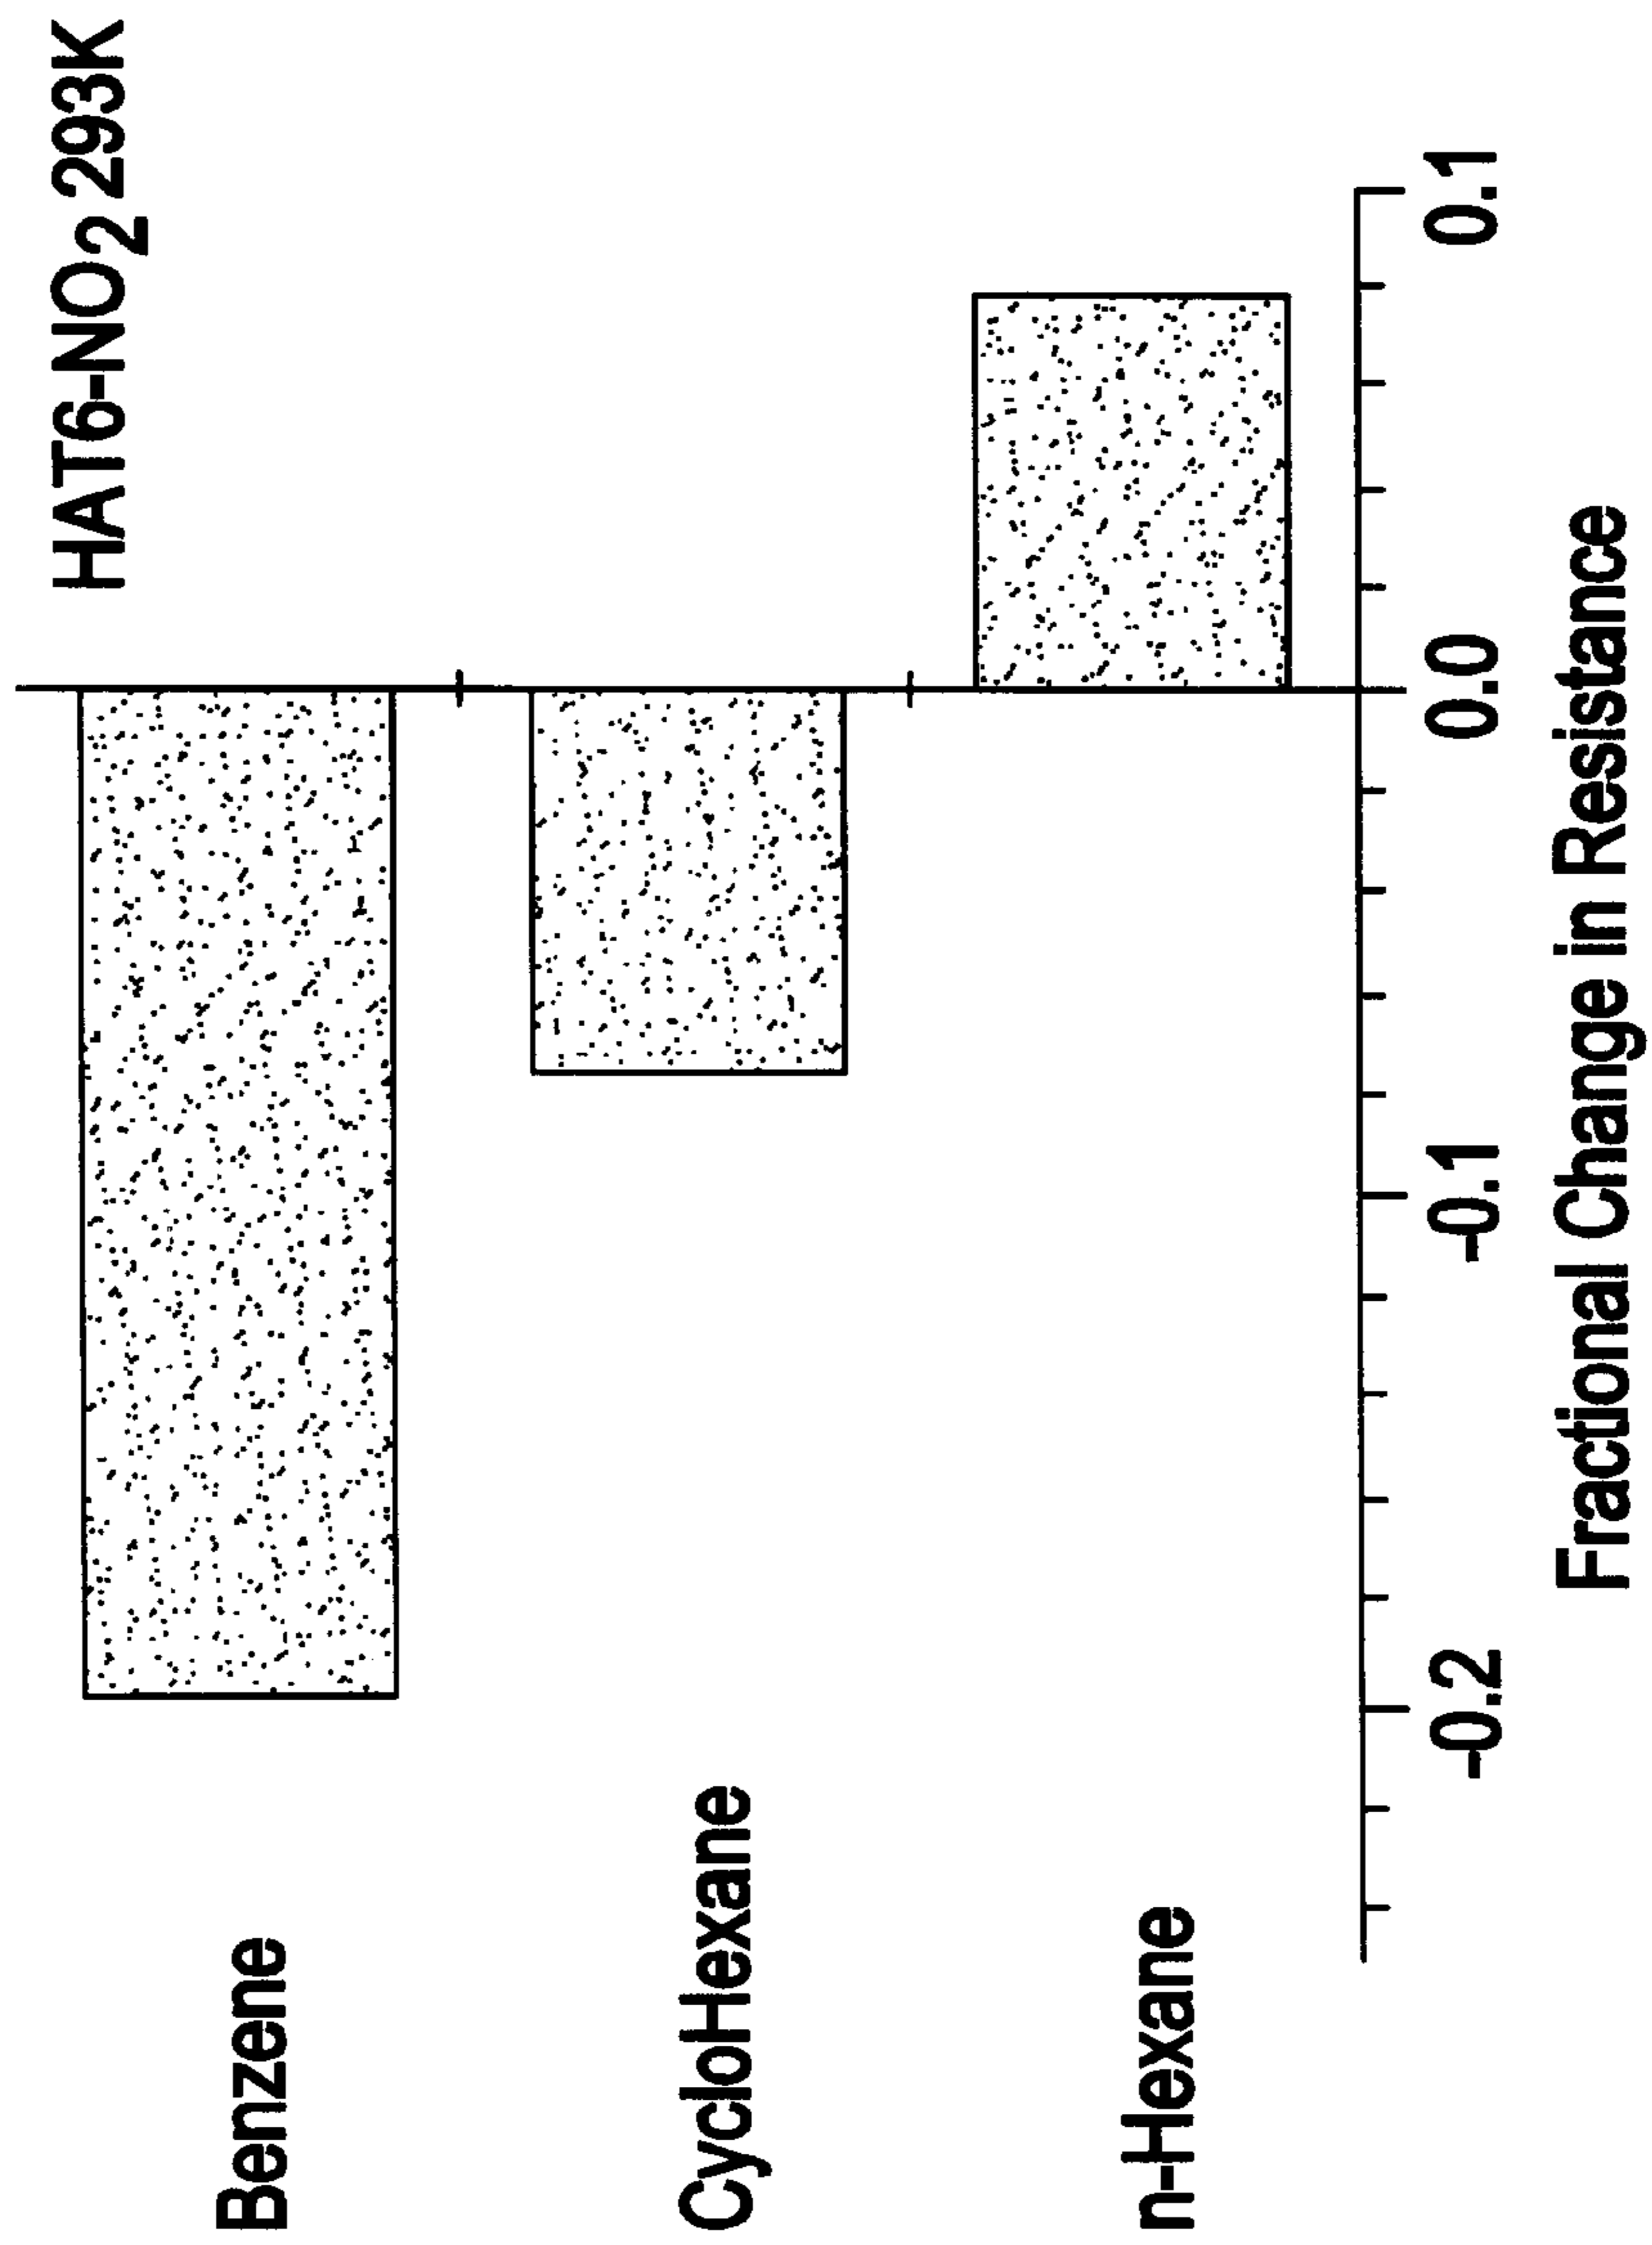 HAT6-NO2 293K
Benzene
CycloHexane
n-Hexane
-0.2 -0.1 0.0 0.1
Fractional Change in Resistance